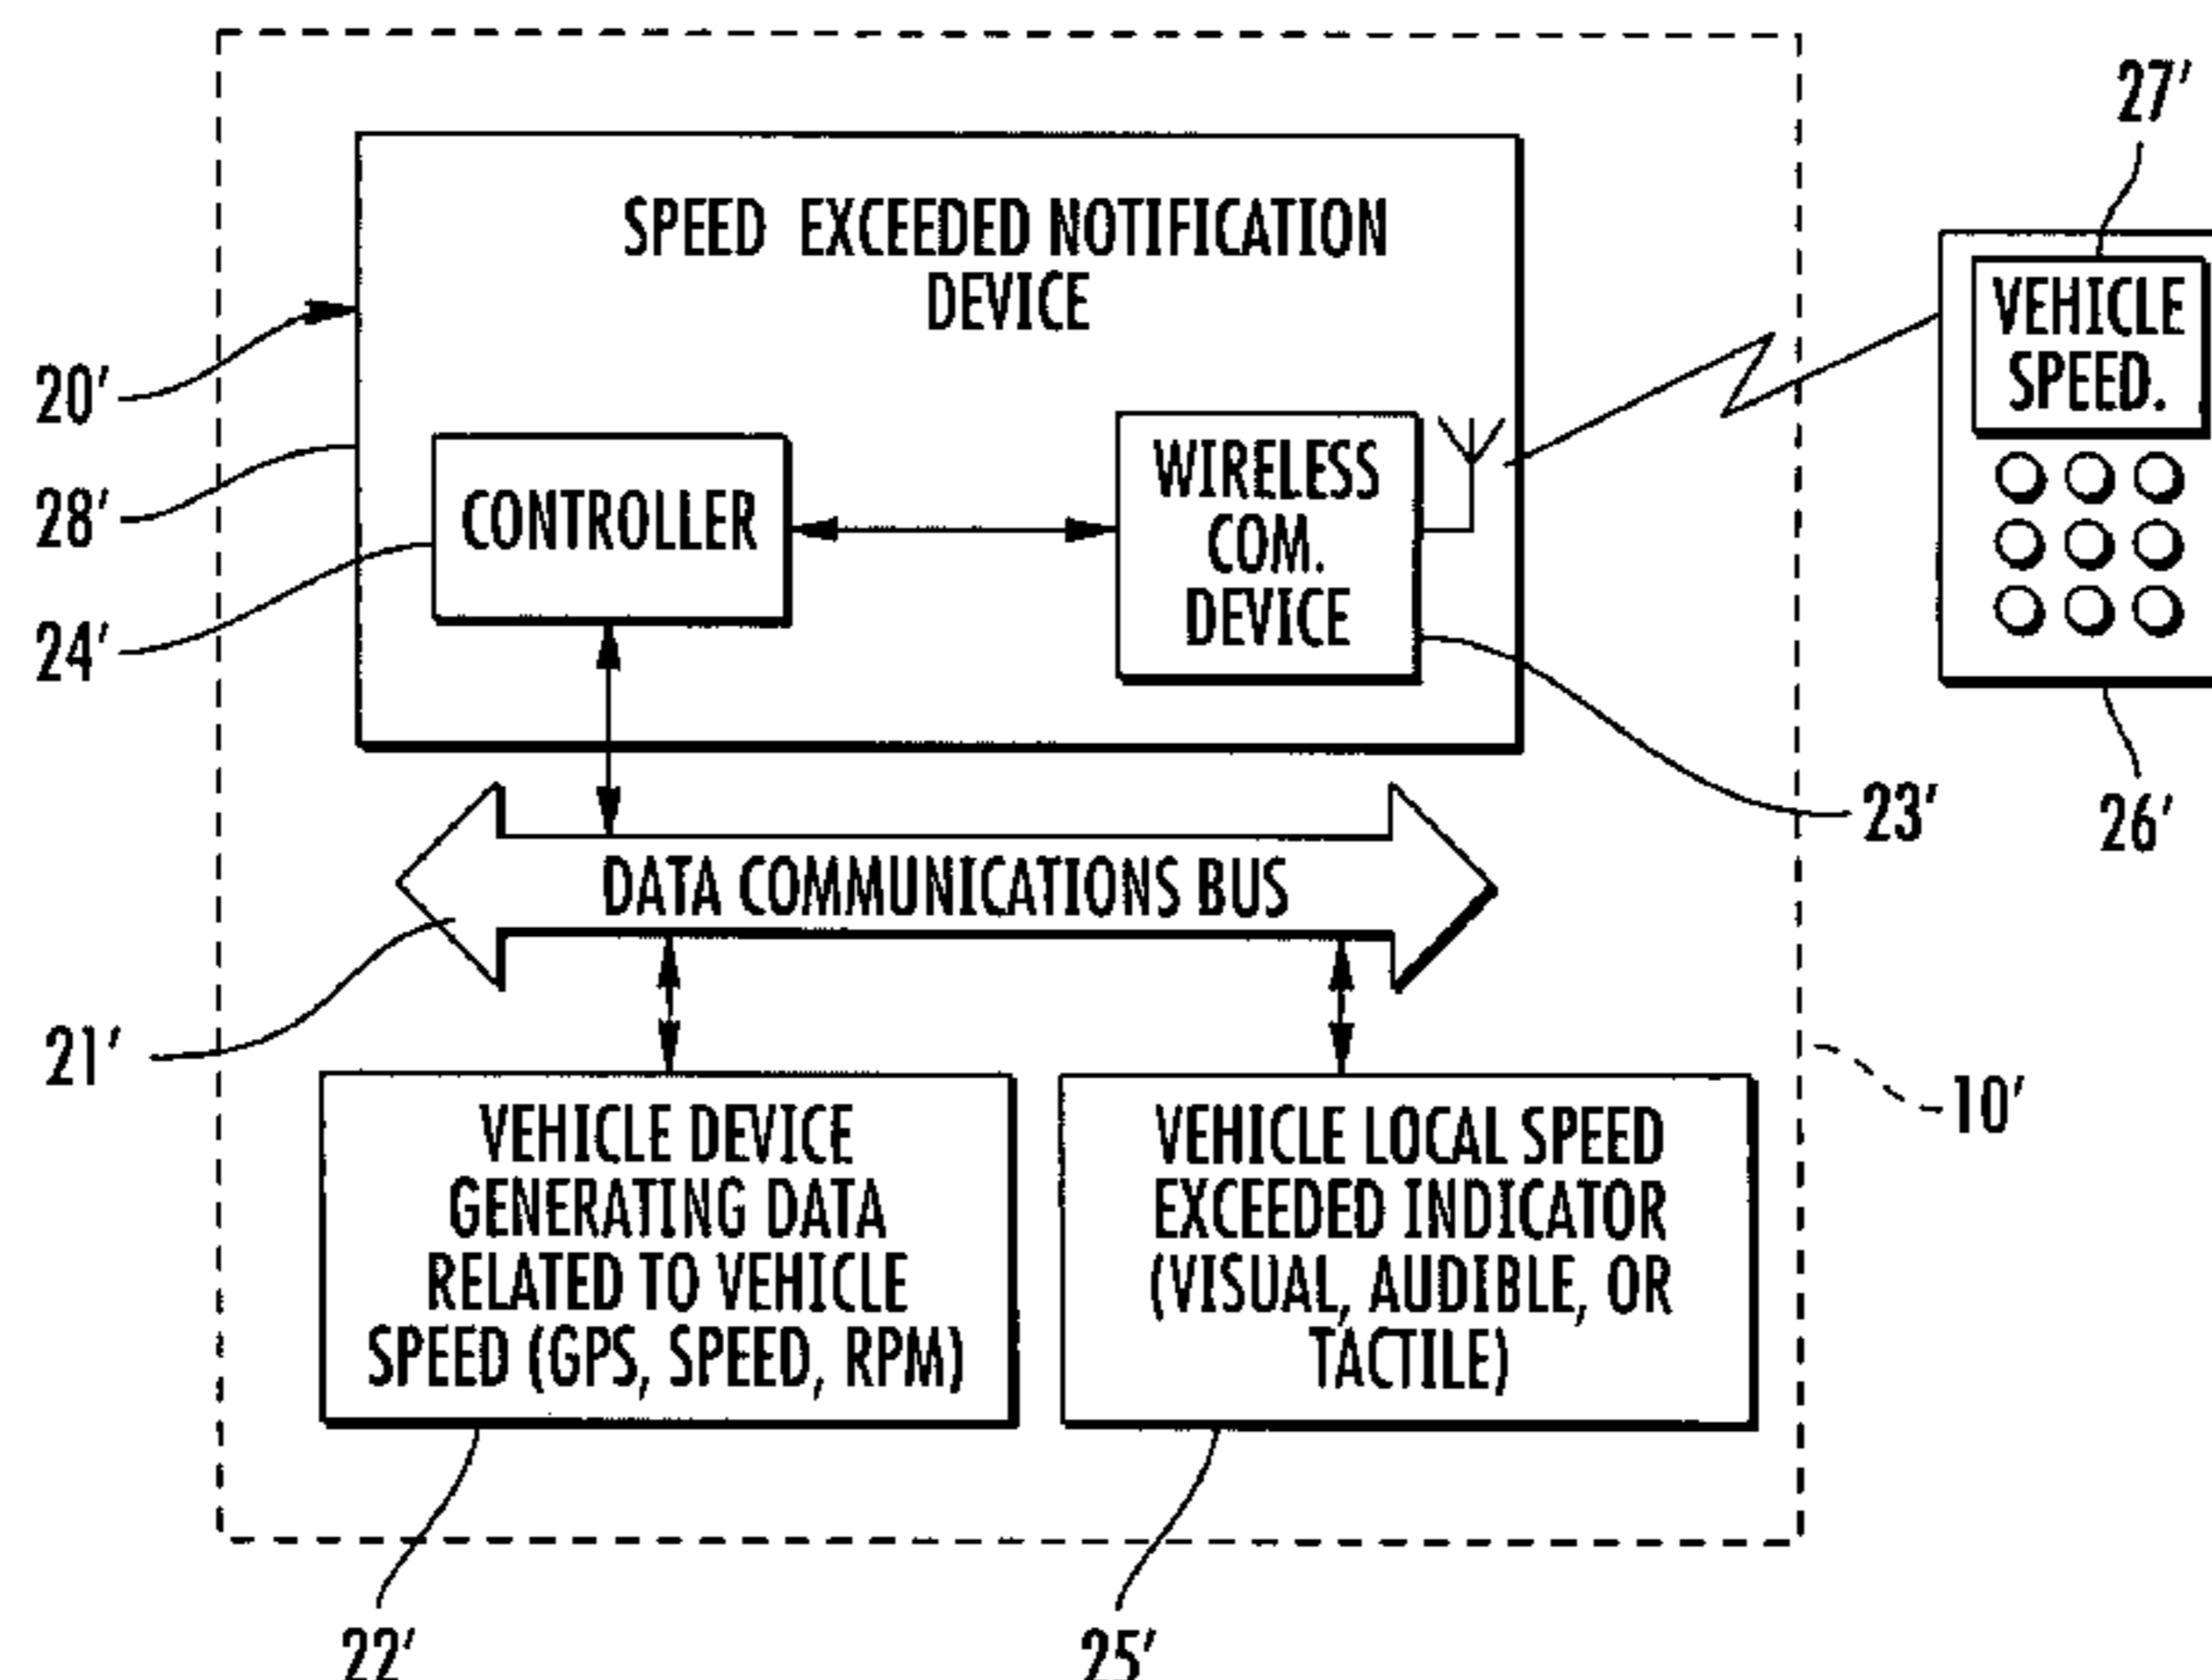 27'
SPEED EXCEEDED NOTIFICATION
DEVICE
VEHICLE
SPEED.
20'
28'
24'
CONTROLLER
WIRELESS
COM.
DEVICE
23'
26'
DATA COMMUNICATIONS BUS
21'
10'
VEHICLE DEVICE
GENERATING DATA
RELATED TO VEHICLE
SPEED (GPS, SPEED, RPM)
VEHICLE LOCAL SPEED
EXCEEDED INDICATOR
(VISUAL, AUDIBLE, OR
TACTILE)
22'
25'